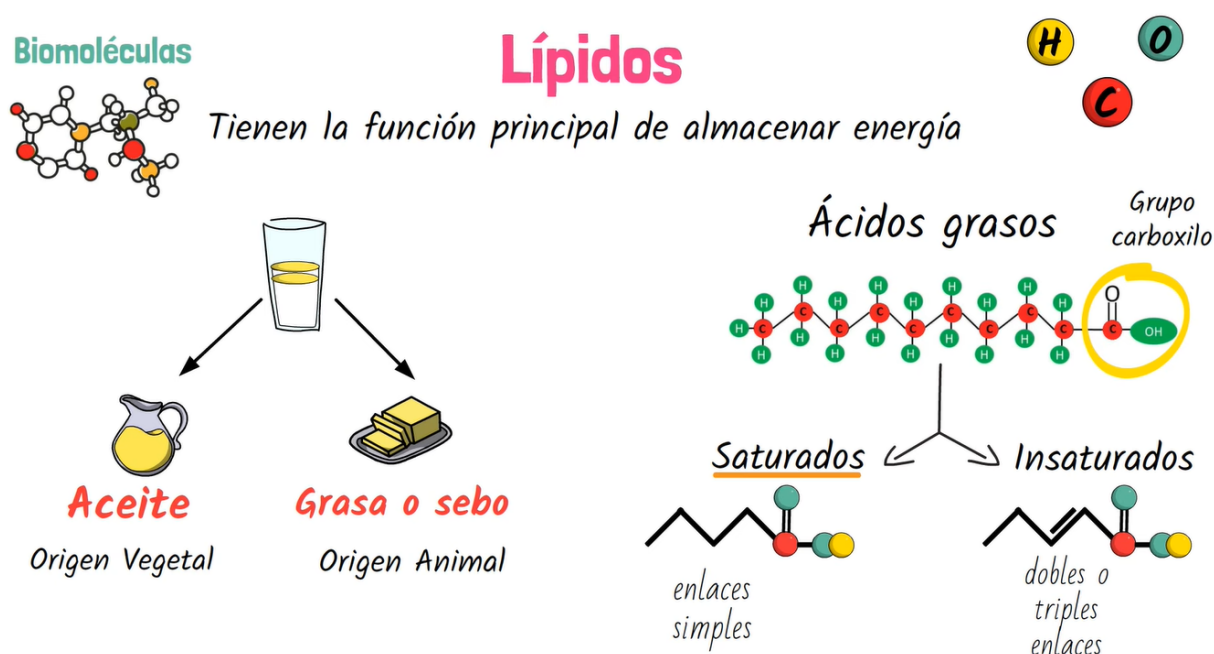 Biomoléculas
Lípidos
H
O
C
Tienen la función principal de almacenar energía
Ácidos grasos
Grupo
carboxilo
H H H H H H H H H
O
H C C C C C C C C C C OH
H H H H H H H H H
Aceite
Origen Vegetal
Grasa o sebo
Origen Animal
Saturados
enlaces
simples
Insaturados
dobles o
triples
enlaces